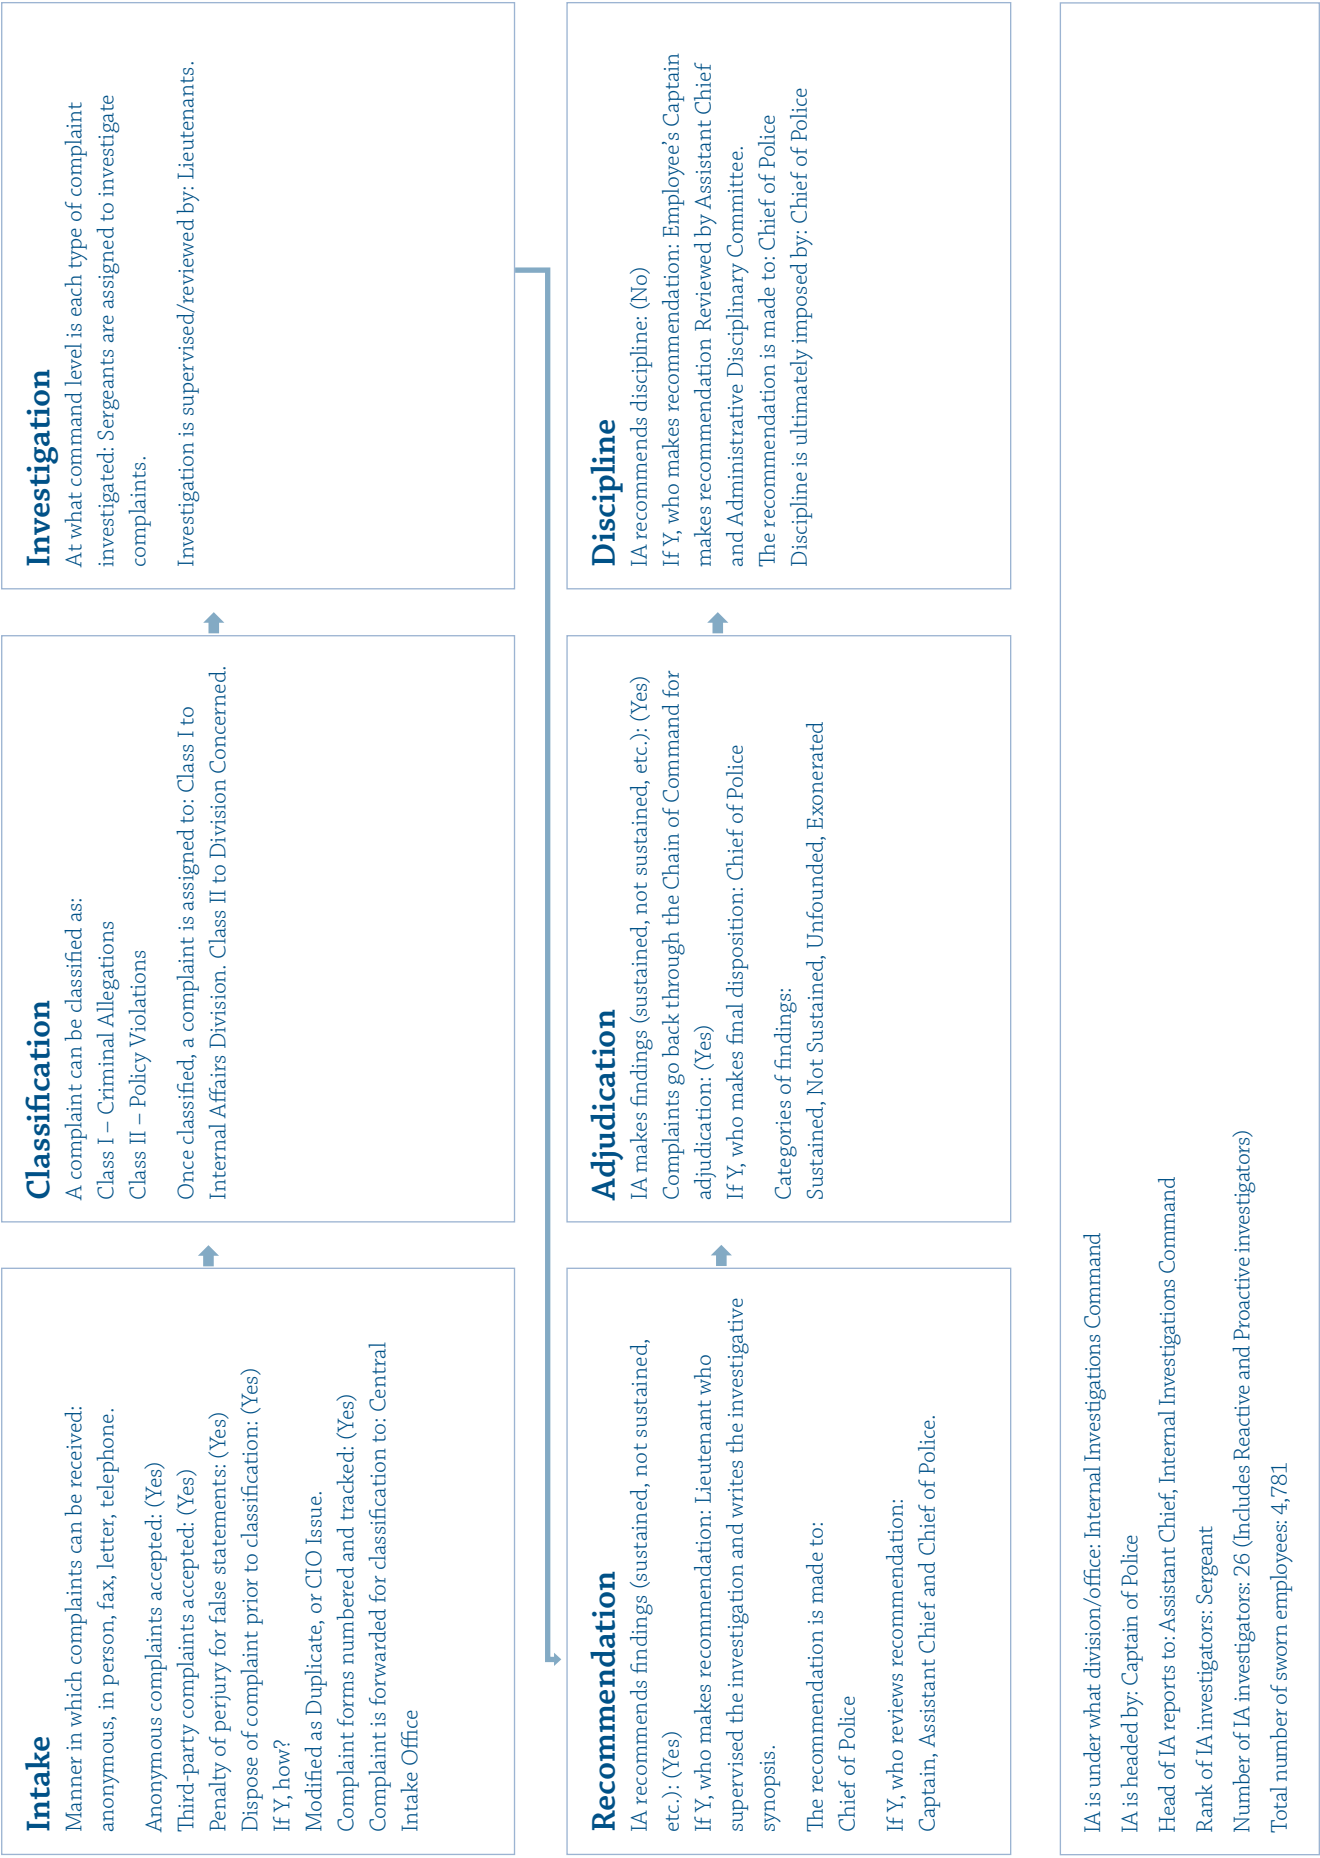 Intake
Manner in which complaints can be received:
anonymous, in person, fax, letter, telephone.
Anonymous complaints accepted: (Yes)
Third-party complaints accepted: (Yes)
Penalty of perjury for false statements: (Yes)
Dispose of complaint prior to classification: (Yes)
If Y, how?
Modified as Duplicate, or CIO Issue.
Complaint forms numbered and tracked: (Yes)
Complaint is forwarded for classification to: Central
Intake Office
Classification
A complaint can be classified as:
Class I – Criminal Allegations
Class II – Policy Violations
Once classified, a complaint is assigned to: Class I to
Internal Affairs Division. Class II to Division Concerned.
Investigation
At what command level is each type of complaint
investigated: Sergeants are assigned to investigate
complaints.
Investigation is supervised/reviewed by: Lieutenants.
Recommendation
IA recommends findings (sustained, not sustained,
etc.): (Yes)
If Y, who makes recommendation: Lieutenant who
supervised the investigation and writes the investigative
synopsis.
The recommendation is made to:
Chief of Police
If Y, who reviews recommendation:
Captain, Assistant Chief and Chief of Police.
Adjudication
IA makes findings (sustained, not sustained, etc.): (Yes)
Complaints go back through the Chain of Command for
adjudication: (Yes)
If Y, who makes final disposition: Chief of Police
Categories of findings:
Sustained, Not Sustained, Unfounded, Exonerated
Discipline
IA recommends discipline: (No)
If Y, who makes recommendation: Employee’s Captain
makes recommendation Reviewed by Assistant Chief
and Administrative Disciplinary Committee.
The recommendation is made to: Chief of Police
Discipline is ultimately imposed by: Chief of Police
IA is under what division/office: Internal Investigations Command
IA is headed by: Captain of Police
Head of IA reports to: Assistant Chief, Internal Investigations Command
Rank of IA investigators: Sergeant
Number of IA investigators: 26 (Includes Reactive and Proactive investigators)
Total number of sworn employees: 4,781